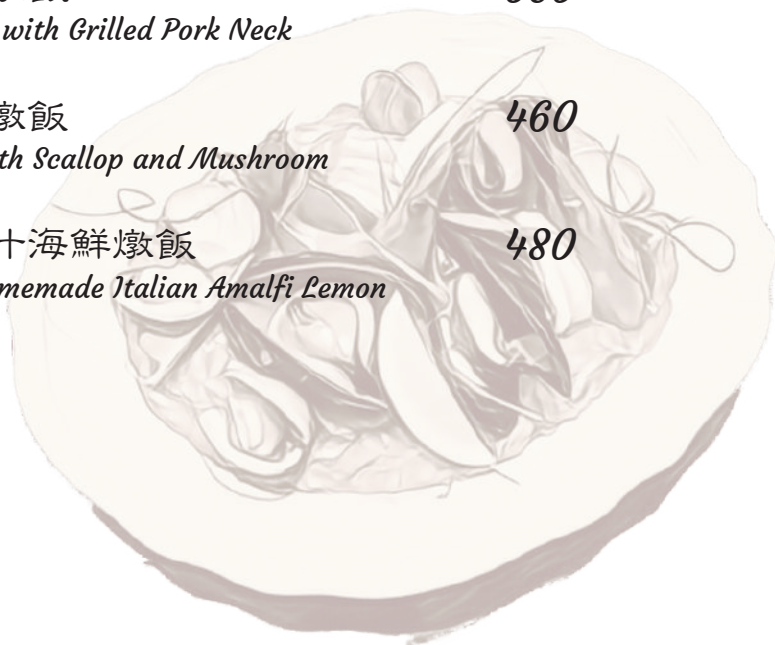 with Grilled Pork Neck
燉飯 460
th Scallop and Mushroom
十海鮮燉飯 480
memade Italian Amalfi Lemon